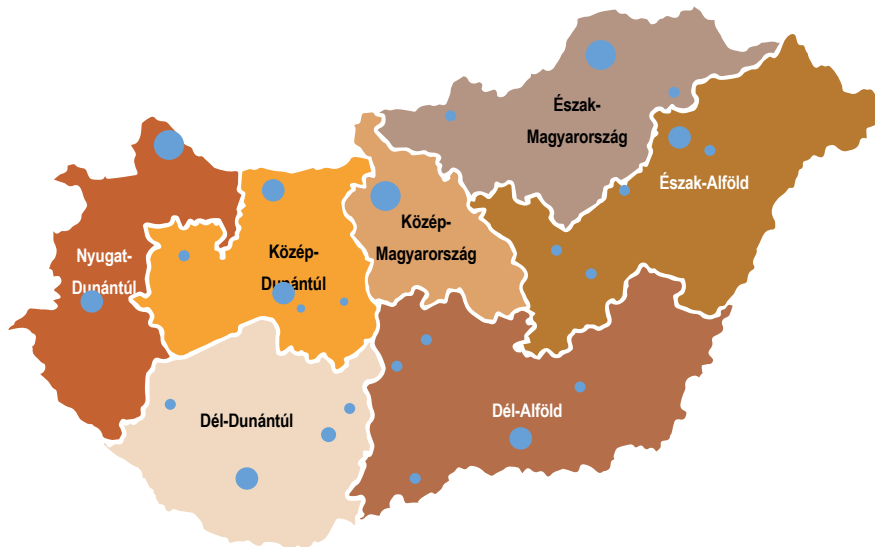 Észak-
Magyarország
Észak-Alföld
Közép-
Magyarország
Nyugat-
Dunántúl
Közép-
Dunántúl
Dél-Dunántúl
Dél-Alföld